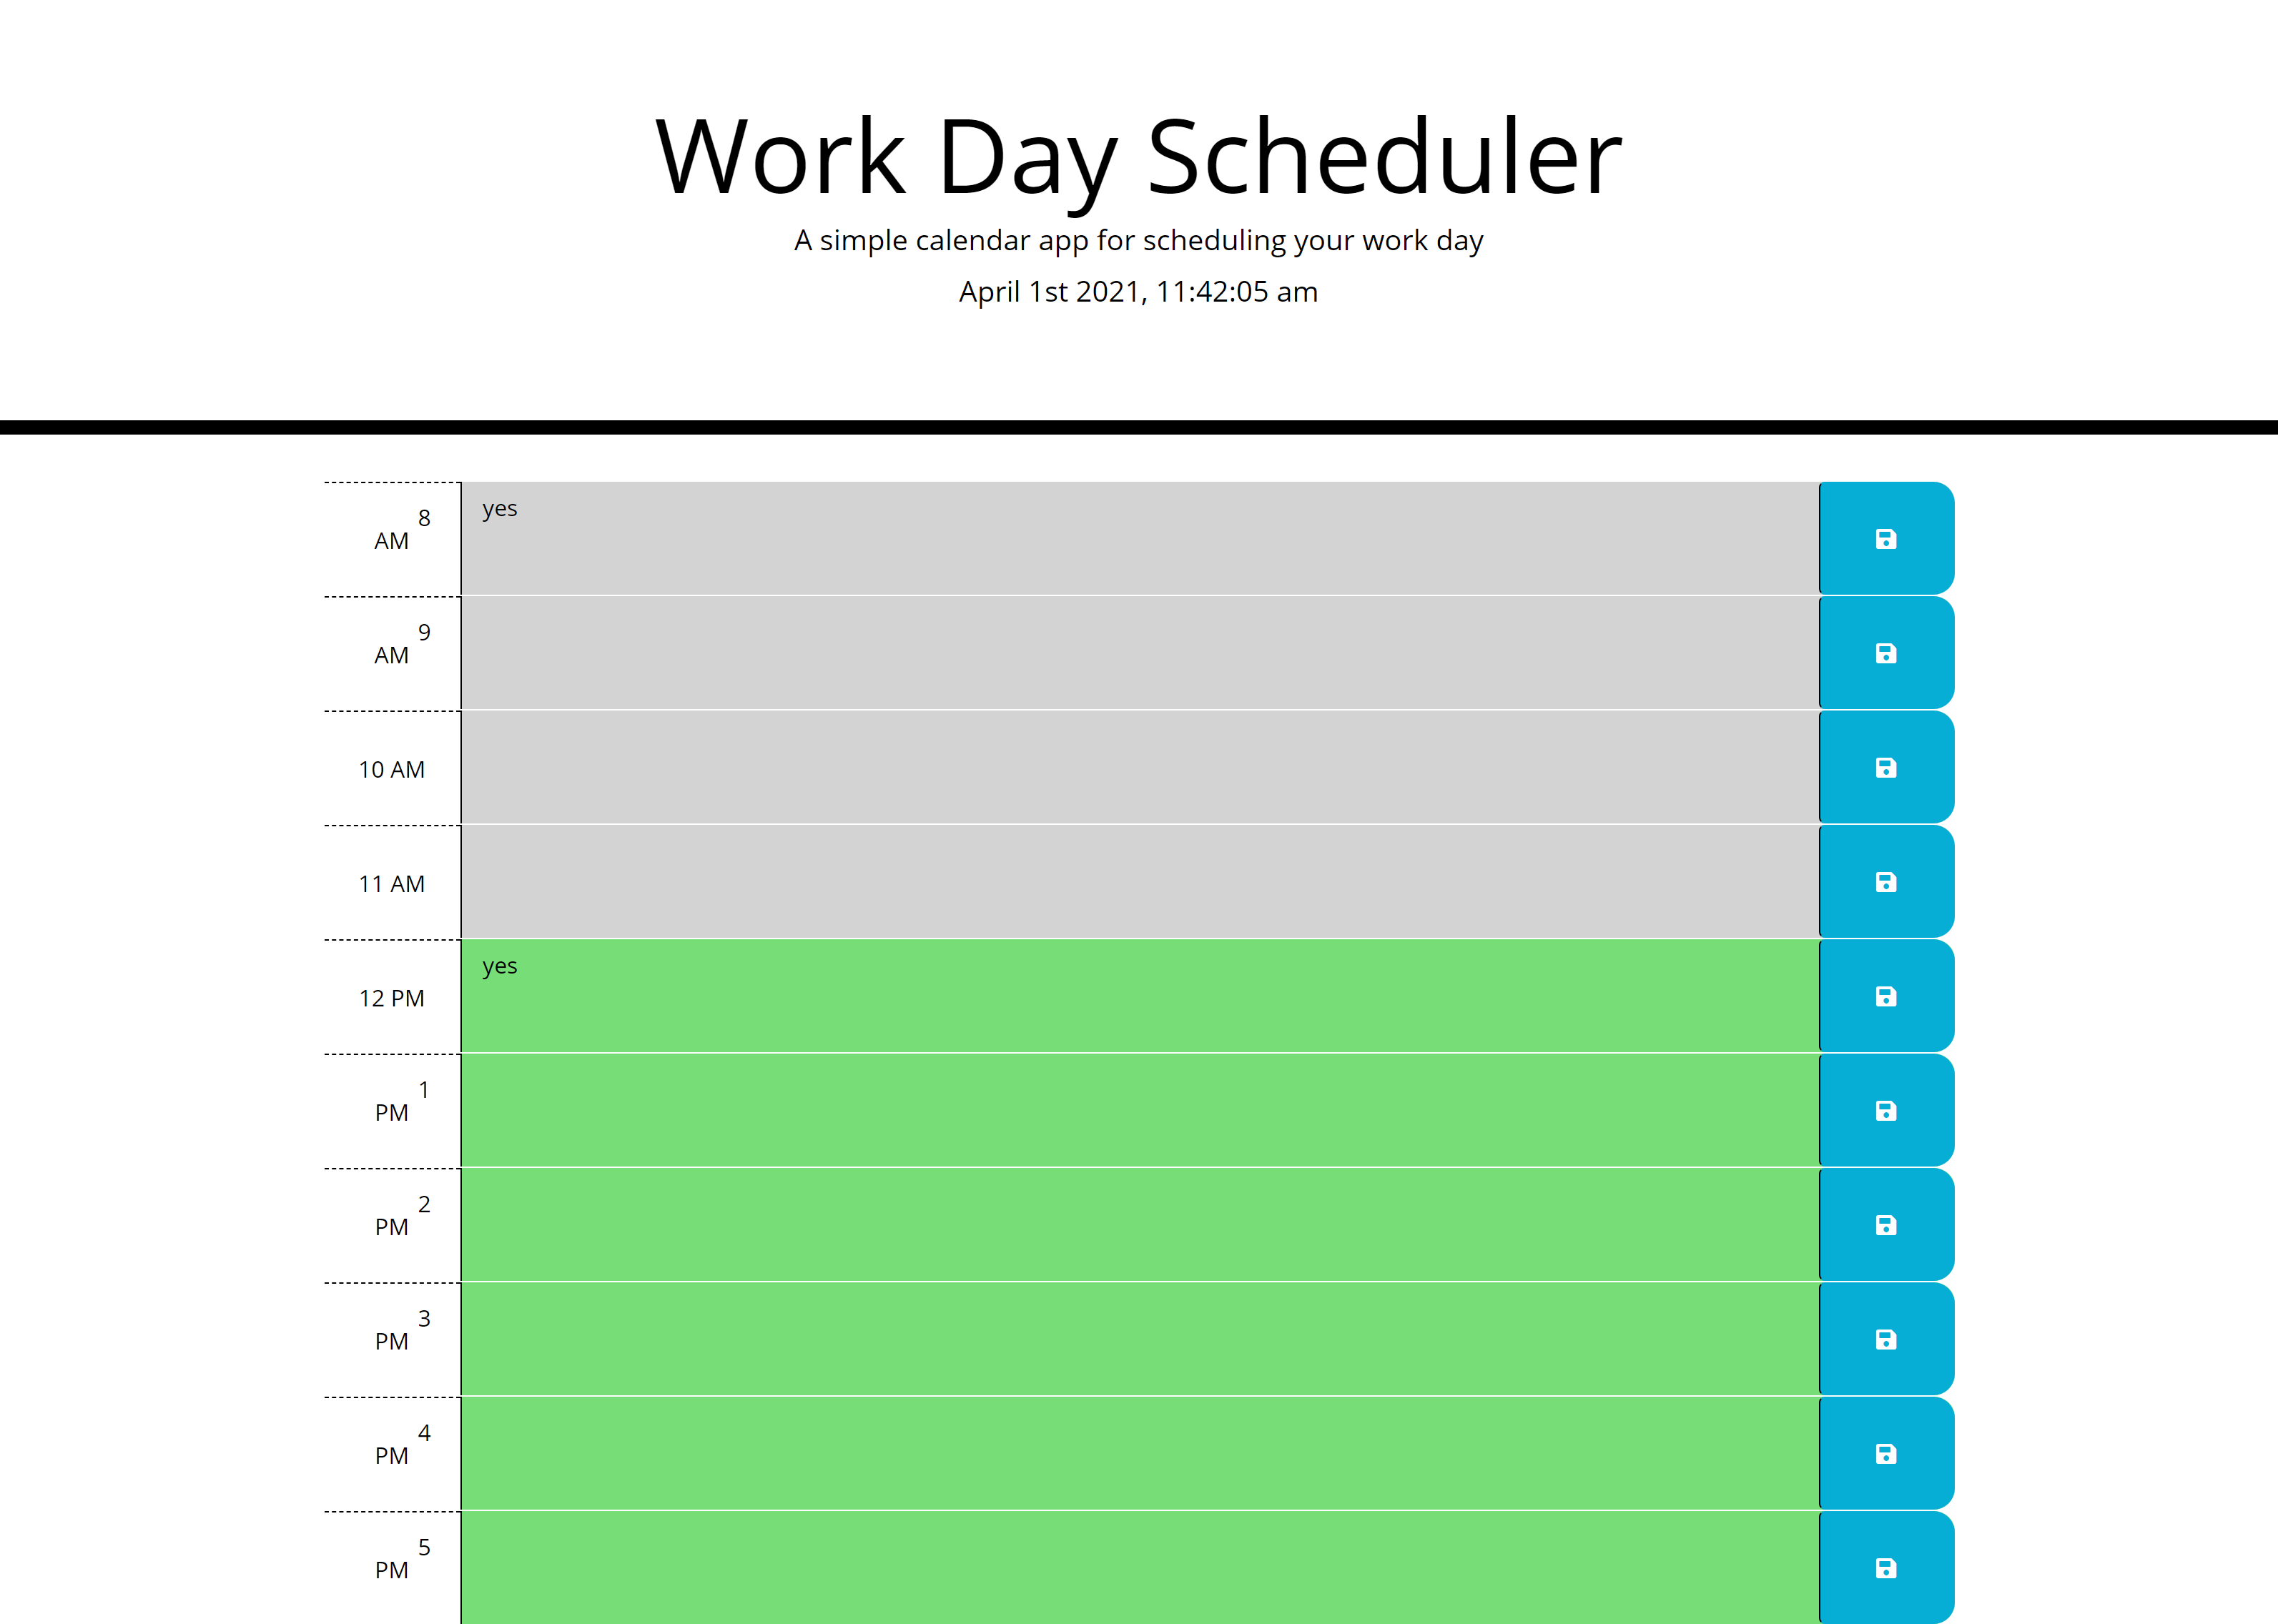 Work Day Scheduler
A simple calendar app for scheduling your work day
April 1st 2021, 11:42:05 am
8
AM
yes
9
AM
10 AM
11 AM
12 PM
yes
1
PM
2
PM
3
PM
4
PM
5
PM